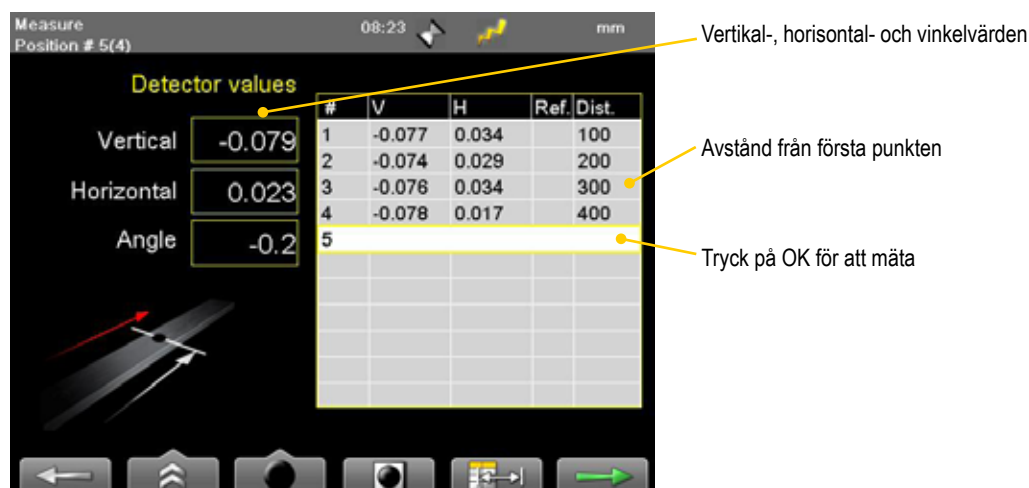 Measure
Position # 5(4)
08:23
mm
Detector values
Vertical -0.079
Horizontal 0.023
Angle -0.2
# V H Ref. Dist.
1 -0.077 0.034 100
2 -0.074 0.029 200
3 -0.076 0.034 300
4 -0.078 0.017 400
5
Vertikal-, horisontal- och vinkelvärden
Avstånd från första punkten
Tryck på OK för att mäta